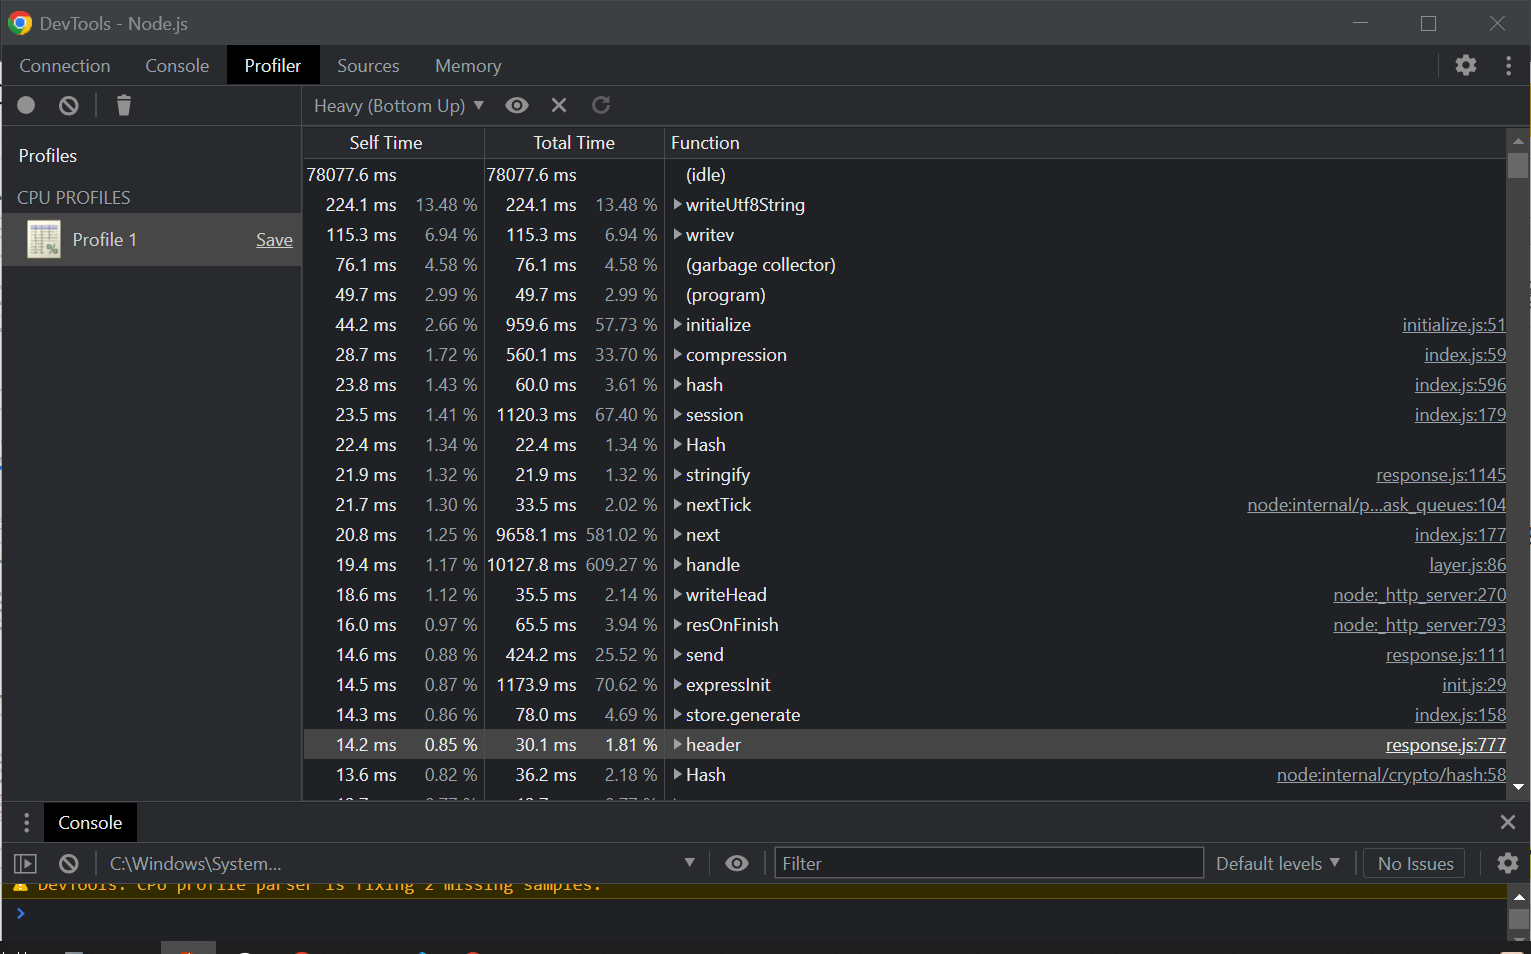 DevTools - Node.js
Connection Console Profiler Sources Memory
Heavy (Bottom Up)
Profiles
CPU PROFILES
Profile 1 Save
Self Time Total Time Function
78077.6 ms 78077.6 ms (idle)
224.1 ms 13.48 % 224.1 ms 13.48 % writeUtf8String
115.3 ms 6.94 % 115.3 ms 6.94 % writev
76.1 ms 4.58 % 76.1 ms 4.58 % (garbage collector)
49.7 ms 2.99 % 49.7 ms 2.99 % (program)
44.2 ms 2.66 % 959.6 ms 57.73 % initialize initialize.js:51
28.7 ms 1.72 % 560.1 ms 33.70 % compression index.js:59
23.8 ms 1.43 % 60.0 ms 3.61 % hash index.js:596
23.5 ms 1.41 % 1120.3 ms 67.40 % session index.js:179
22.4 ms 1.34 % 22.4 ms 1.34 % Hash
21.9 ms 1.32 % 21.9 ms 1.32 % stringify response.js:1145
21.7 ms 1.30 % 33.5 ms 2.02 % nextTick node:internal/p...ask_queues:104
20.8 ms 1.25 % 9658.1 ms 581.02 % next index.js:177
19.4 ms 1.17 % 10127.8 ms 609.27 % handle layer.js:86
18.6 ms 1.12 % 35.5 ms 2.14 % writeHead node:_http_server:270
16.0 ms 0.97 % 65.5 ms 3.94 % resOnFinish node:_http_server:793
14.6 ms 0.88 % 424.2 ms 25.52 % send response.js:111
14.5 ms 0.87 % 1173.9 ms 70.62 % expressInit init.js:29
14.3 ms 0.86 % 78.0 ms 4.69 % store.generate index.js:158
14.2 ms 0.85 % 30.1 ms 1.81 % header response.js:777
13.6 ms 0.82 % 36.2 ms 2.18 % Hash node:internal/crypto/hash:58
Console
C:\Windows\System... Filter Default levels No Issues
DevTools: CPU profile parser is fixing 2 missing samples.